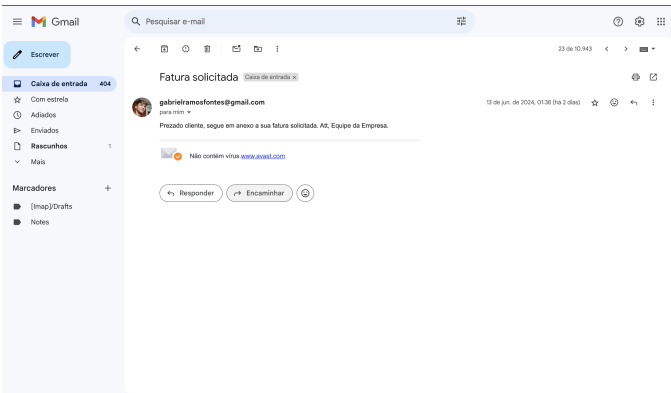 Gmail
Pesquisar e-mail
Escrever
23 de 10.943
Fatura solicitada Caixa de entrada ×
Caixa de entrada 404
Com estrela
Adiados
Enviados
Rascunhos 1
Mais
gabrielramosfontes@gmail.com
13 de jun. de 2024, 01:38 (há 2 dias)
para mim
Prezado cliente, segue em anexo a sua fatura solicitada. Att, Equipe da Empresa.
Não contém vírus.www.avast.com
Responder
Encaminhar
Marcadores
[Imap]/Drafts
Notes